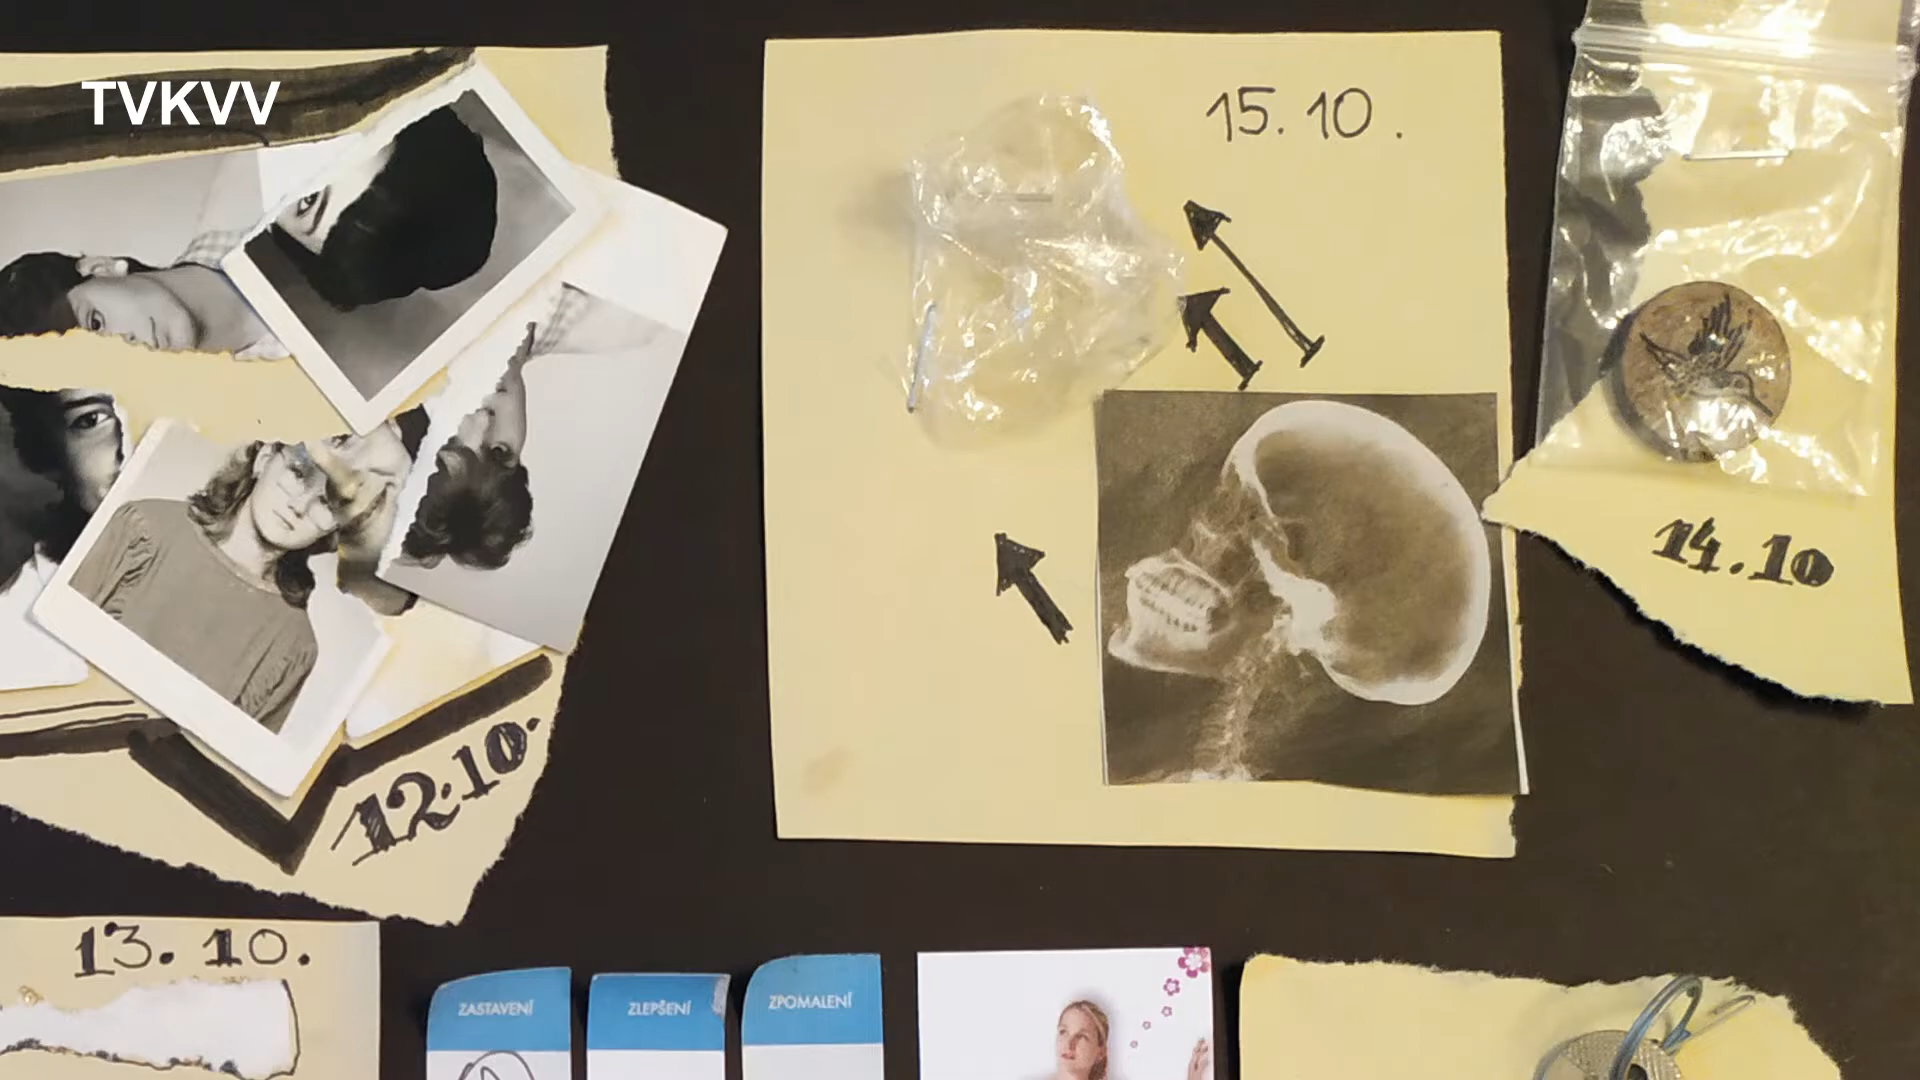 TVKVV
15. 10.
14.10
12.10.
13. 10.
ZASTAVENÍ
ZLEPŠENÍ
ZPOMALENÍ